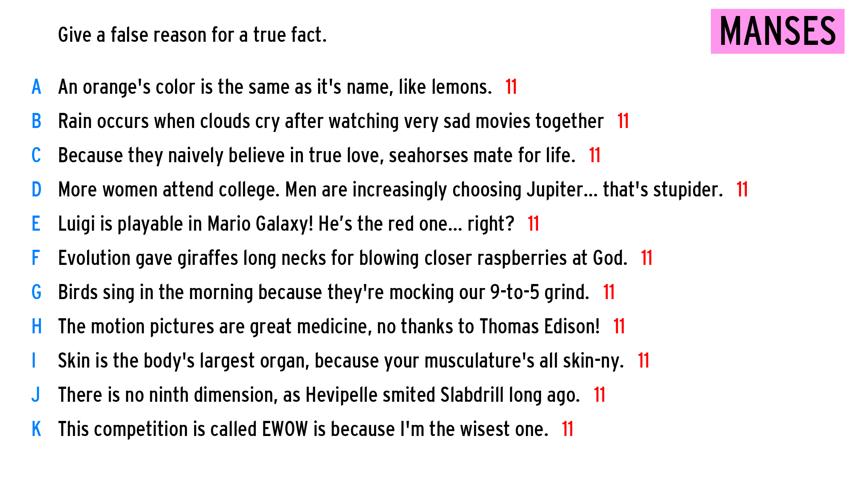 Give a false reason for a true fact.
MANSES
A An orange's color is the same as it's name, like lemons. 11
B Rain occurs when clouds cry after watching very sad movies together 11
C Because they naively believe in true love, seahorses mate for life. 11
D More women attend college. Men are increasingly choosing Jupiter... that's stupider. 11
E Luigi is playable in Mario Galaxy! He’s the red one... right? 11
F Evolution gave giraffes long necks for blowing closer raspberries at God. 11
G Birds sing in the morning because they're mocking our 9-to-5 grind. 11
H The motion pictures are great medicine, no thanks to Thomas Edison! 11
I Skin is the body's largest organ, because your musculature's all skin-ny. 11
J There is no ninth dimension, as Hevipelle smited Slabdrill long ago. 11
K This competition is called EWOW is because I'm the wisest one. 11